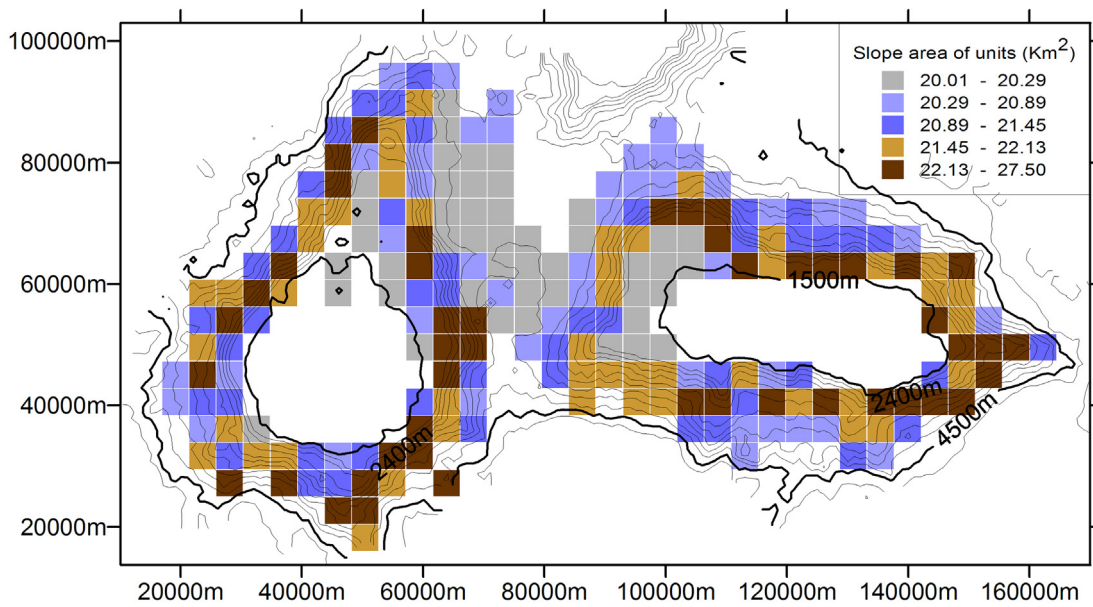 100000m
80000m
60000m
40000m
20000m
20000m 40000m 60000m 80000m 100000m 120000m 140000m 160000m
Slope area of units (Km²)
20.01 - 20.29
20.29 - 20.89
20.89 - 21.45
21.45 - 22.13
22.13 - 27.50
1500m
2400m
4500m
2400m